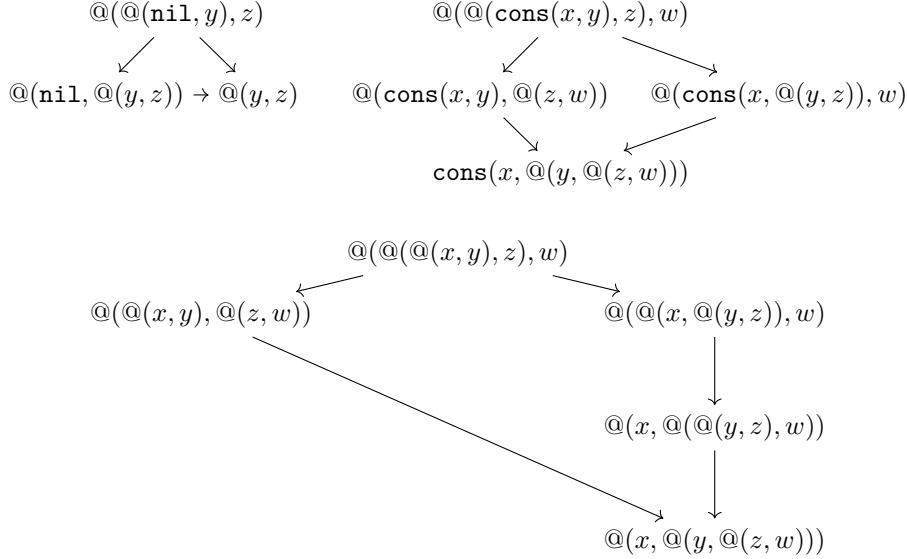 @(@(nil, y), z) @(@(cons(x, y), z), w)
@(nil, @(y, z)) → @(y, z) @(cons(x, y), @(z, w)) @(cons(x, @(y, z)), w)
cons(x, @(y, @(z, w)))
@(@(@(x, y), z), w)
@(@(x, y), @(z, w)) @(@(x, @(y, z)), w)
@(x, @(@(y, z), w))
@(x, @(y, @(z, w)))